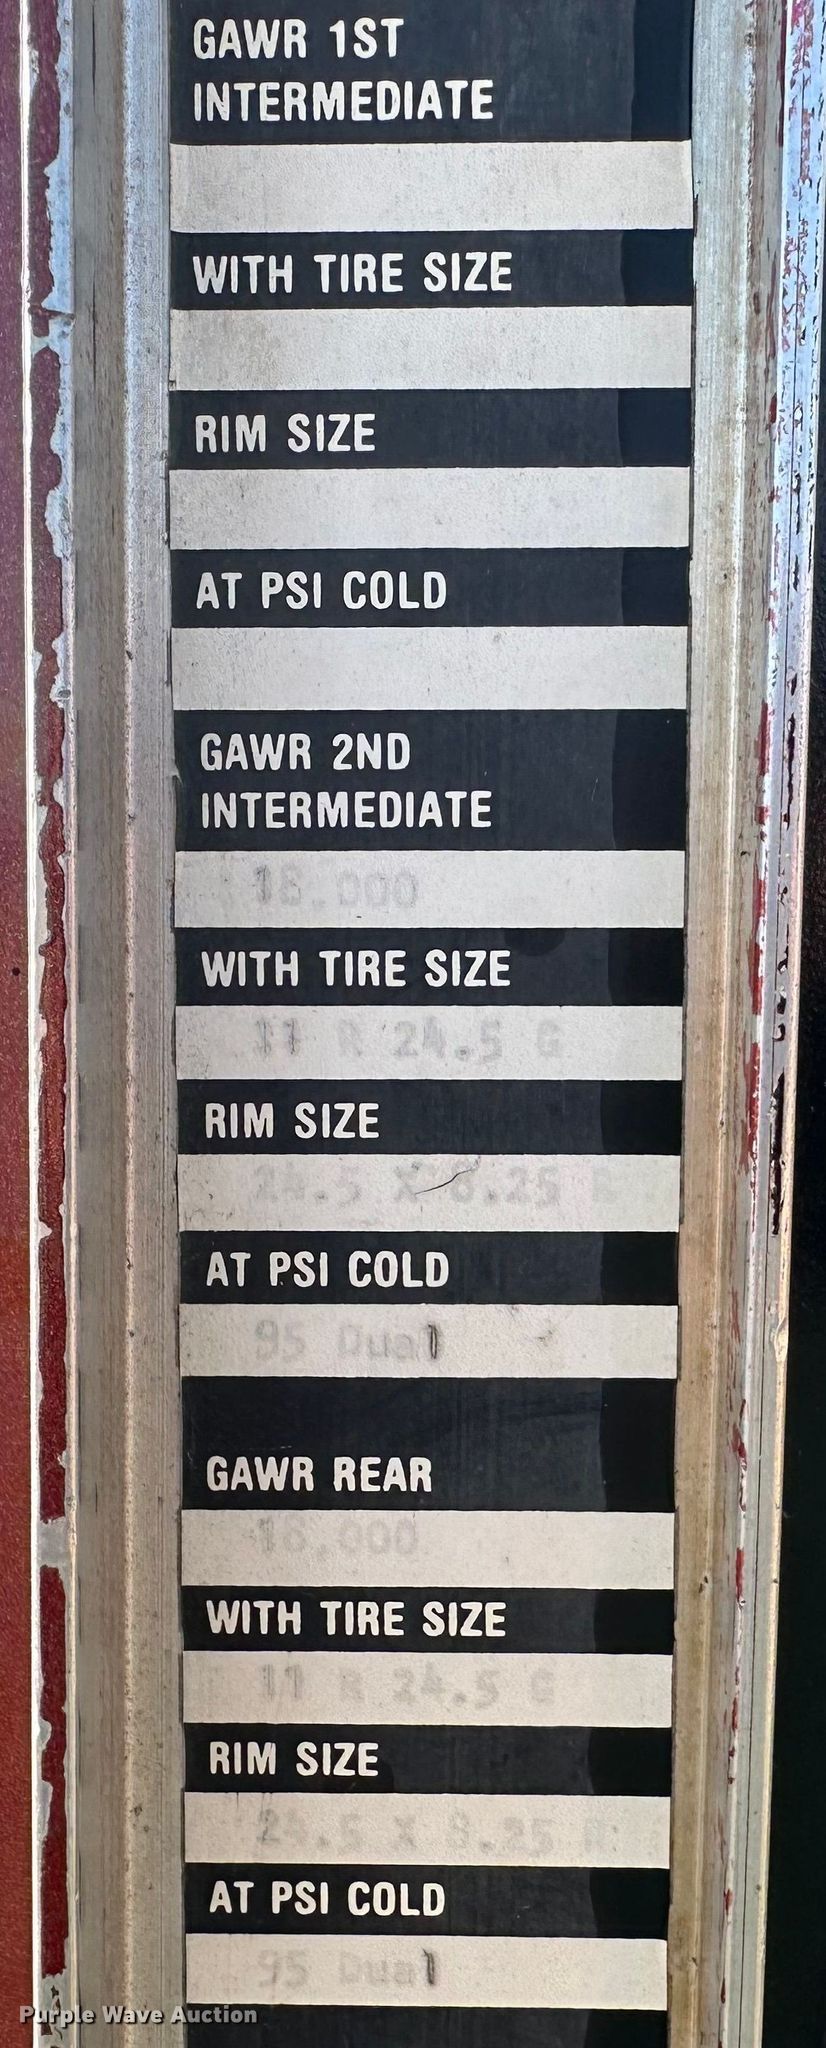 GAWR 1ST
INTERMEDIATE
WITH TIRE SIZE
RIM SIZE
AT PSI COLD
GAWR 2ND
INTERMEDIATE
18,000
WITH TIRE SIZE
11 R 24.5 G
RIM SIZE
24.5 X 8.25
AT PSI COLD
95 Dual
GAWR REAR
18,000
WITH TIRE SIZE
11 R 24.5 G
RIM SIZE
24.5 X 8.25
AT PSI COLD
95 Dual
Purple Wave Auction